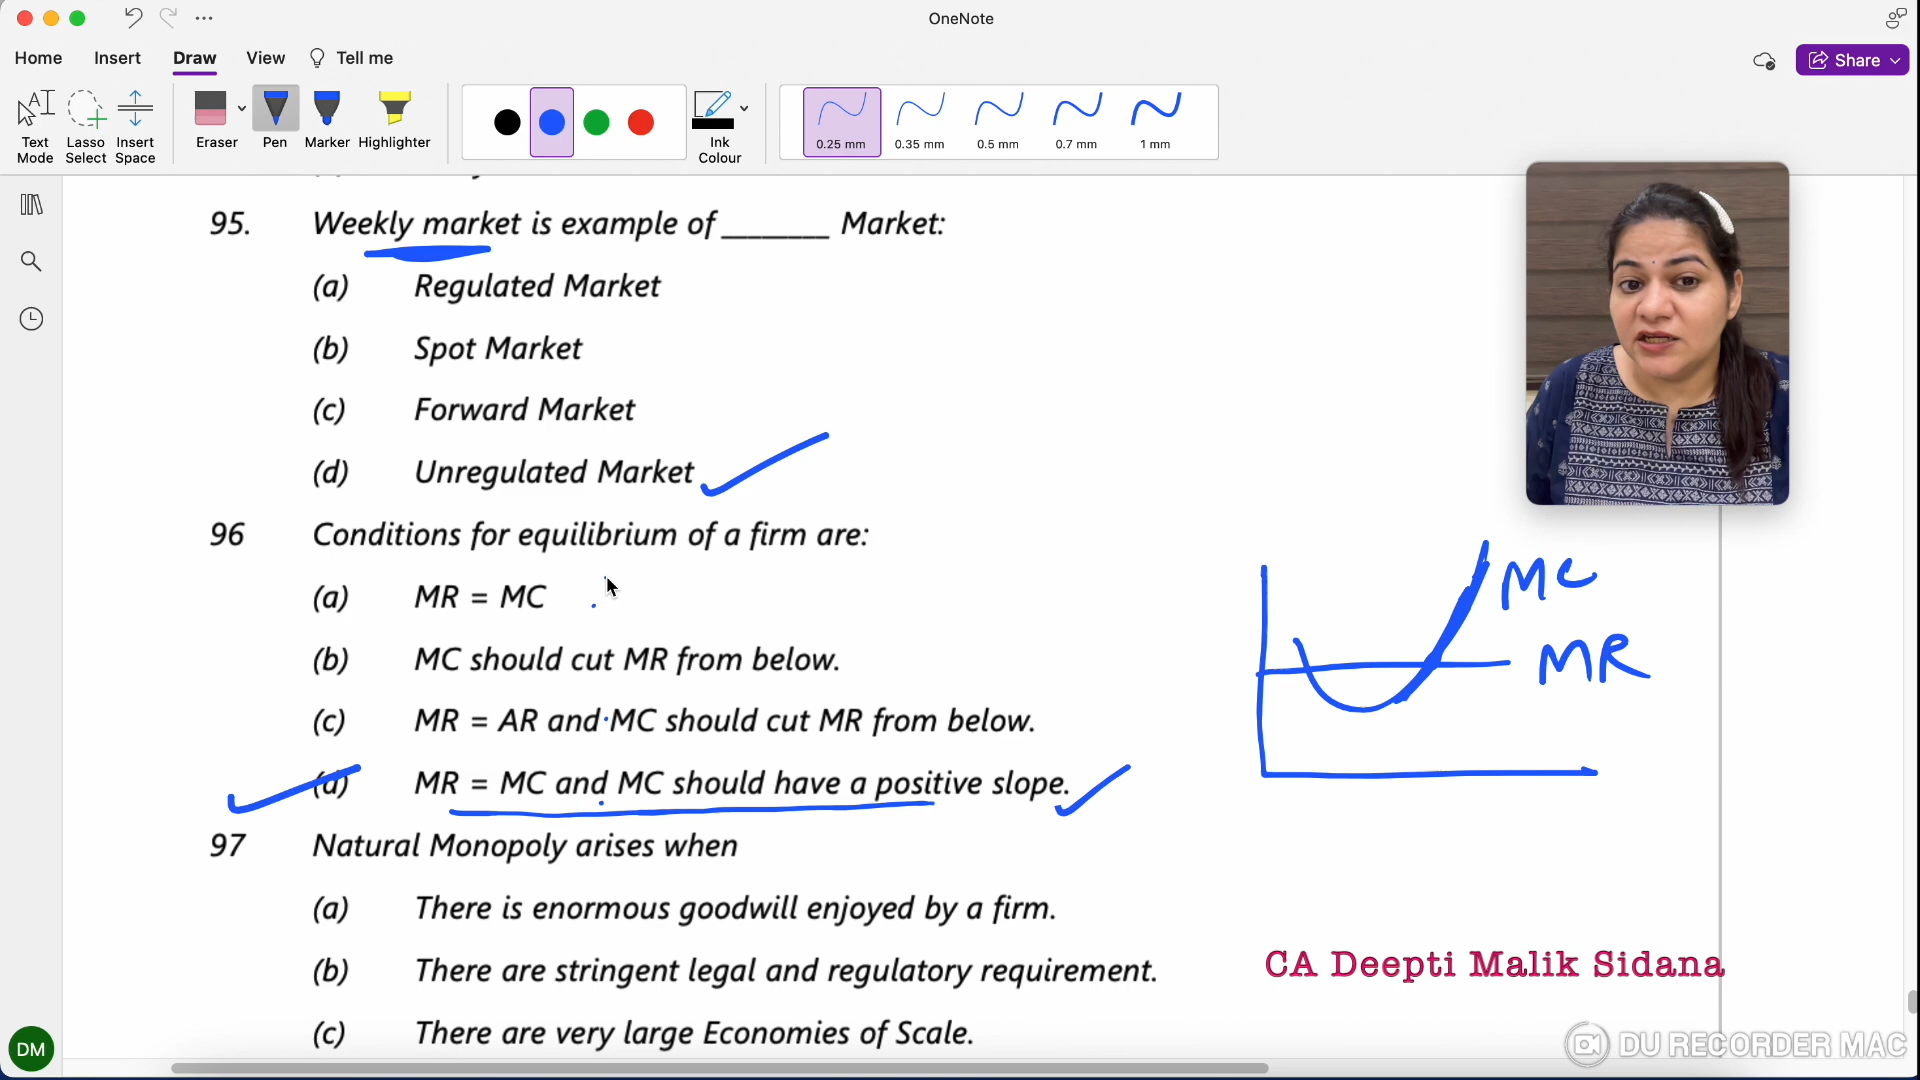 OneNote
Home Insert Draw View Tell me
Share
Text Mode
Lasso Select
Insert Space
Eraser
Pen
Marker
Highlighter
Ink Colour
0.25 mm
0.35 mm
0.5 mm
0.7 mm
1 mm
95. Weekly market is example of ________ Market:
(a) Regulated Market
(b) Spot Market
(c) Forward Market
(d) Unregulated Market
96 Conditions for equilibrium of a firm are:
(a) MR = MC
(b) MC should cut MR from below.
(c) MR = AR and MC should cut MR from below.
(d) MR = MC and MC should have a positive slope.
MC
MR
97 Natural Monopoly arises when
(a) There is enormous goodwill enjoyed by a firm.
(b) There are stringent legal and regulatory requirement.
(c) There are very large Economies of Scale.
CA Deepti Malik Sidana
DM
DU RECORDER MAC